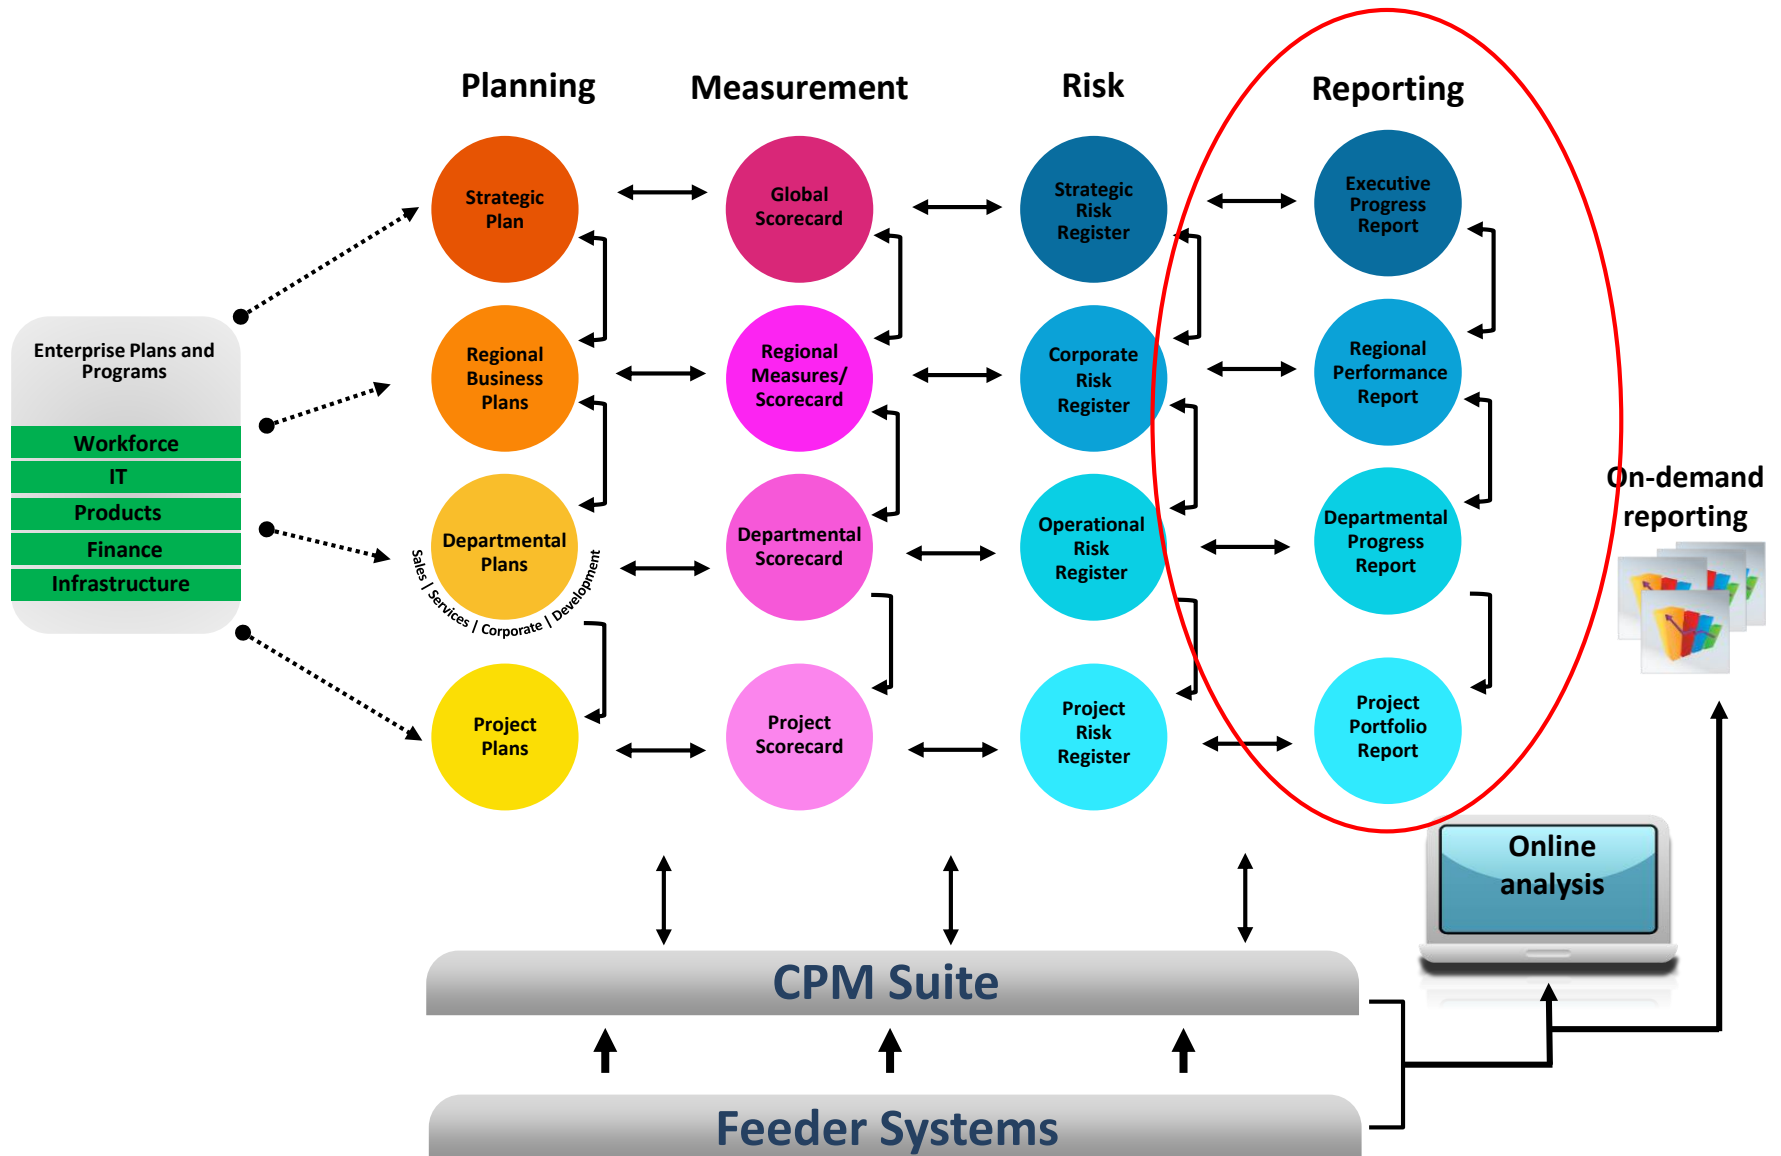 Planning
Measurement
Risk
Reporting
Strategic
Plan
Global
Scorecard
Strategic
Risk
Register
Executive
Progress
Report
Enterprise Plans and
Programs
Workforce
IT
Products
Finance
Infrastructure
Regional
Business
Plans
Regional
Measures/
Scorecard
Corporate
Risk
Register
Regional
Performance
Report
Departmental
Plans
Sales | Services | Corporate | Development
Departmental
Scorecard
Operational
Risk
Register
Departmental
Progress
Report
On-demand
reporting
Project
Plans
Project
Scorecard
Project
Risk
Register
Project
Portfolio
Report
Online
analysis
CPM Suite
Feeder Systems